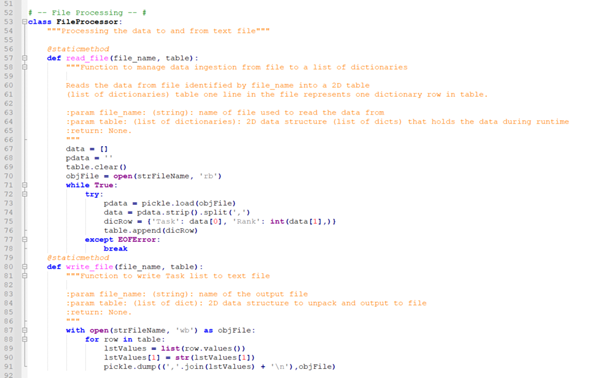 51
52 # -- File Processing -- #
53 class FileProcessor:
54     """Processing the data to and from text file"""
55
56     @staticmethod
57     def read_file(file_name, table):
58         """Function to manage data ingestion from file to a list of dictionaries
59
60         Reads the data from file identified by file_name into a 2D table
61         (list of dictionaries) table one line in the file represents one dictionary row in table.
62
63         :param file_name: (string): name of file used to read the data from
64         :param table: (list of dictionaries): 2D data structure (list of dicts) that holds the data during runtime
65         :return: None.
66         """
67         data = []
68         pdata = ''
69         table.clear()
70         objFile = open(strFileName, 'rb')
71         while True:
72             try:
73                 pdata = pickle.load(objFile)
74                 data = pdata.strip().split(',')
75                 dicRow = {'Task': data[0], 'Rank': int(data[1],)}
76                 table.append(dicRow)
77             except EOFError:
78                 break
79     @staticmethod
80     def write_file(file_name, table):
81         """Function to write Task list to text file
82
83         :param file_name: (string): name of the output file
84         :param table: (list of dict): 2D data structure to unpack and output to file
85         :return: None.
86         """
87         with open(strFileName, 'wb') as objFile:
88             for row in table:
89                 lstValues = list(row.values())
90                 lstValues[1] = str(lstValues[1])
91                 pickle.dump((','.join(lstValues) + '\n'),objFile)
92